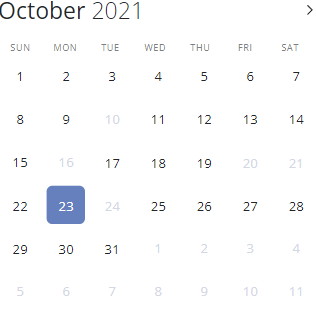 October 2021
SUN MON TUE WED THU FRI SAT
1 2 3 4 5 6 7
8 9 10 11 12 13 14
15 16 17 18 19 20 21
22 23 24 25 26 27 28
29 30 31 1 2 3 4
5 6 7 8 9 10 11